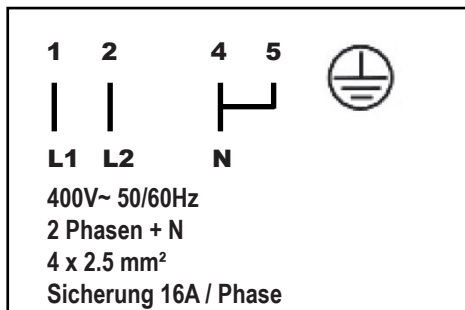 1 2 4 5
L1 L2 N
400V~ 50/60Hz
2 Phasen + N
4 x 2.5 mm²
Sicherung 16A / Phase